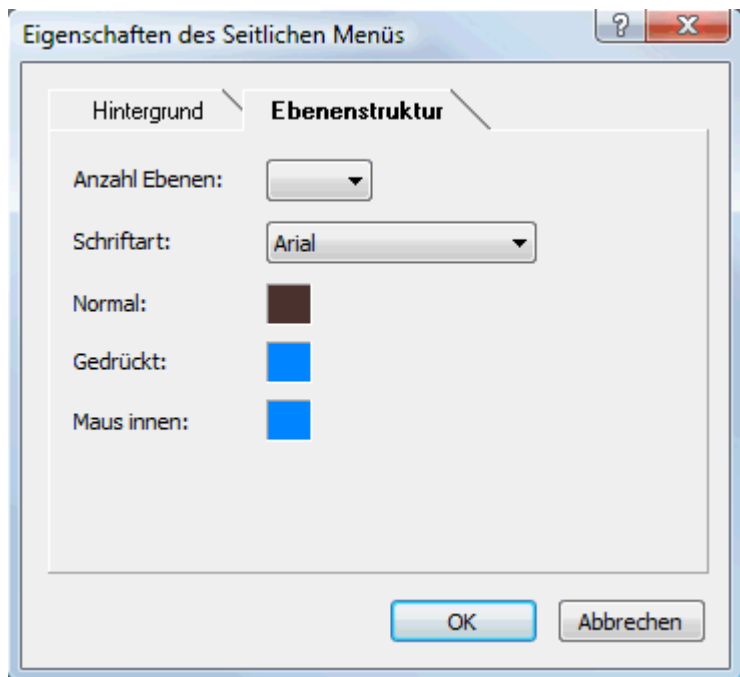 Eigenschaften des Seitlichen Menüs
Hintergrund Ebenenstruktur
Anzahl Ebenen:
Schriftart: Arial
Normal:
Gedrückt:
Maus innen:
OK Abbrechen